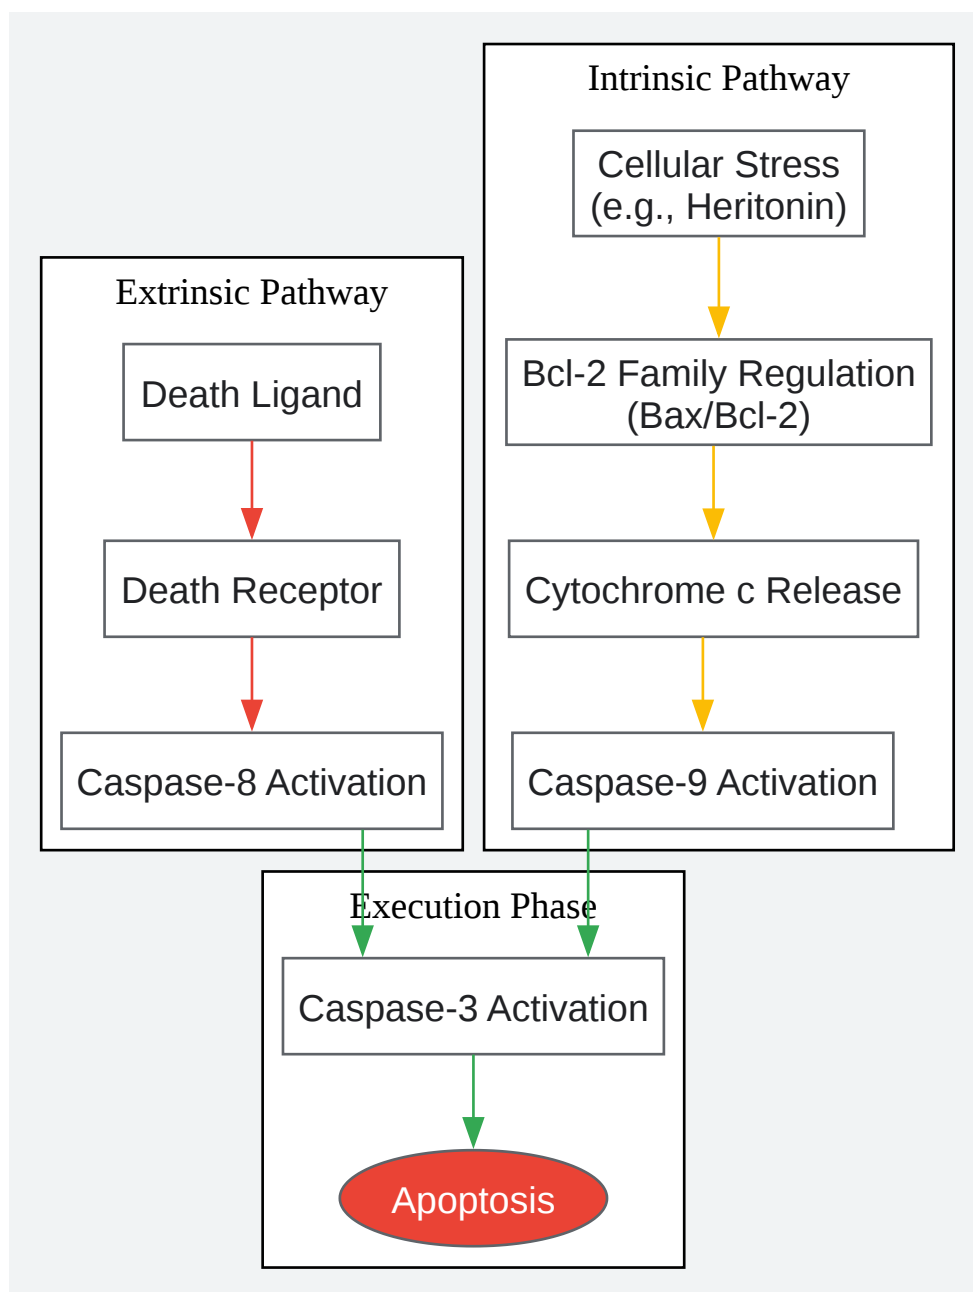 Intrinsic Pathway
Cellular Stress
(e.g., Heritonin)
Bcl-2 Family Regulation
(Bax/Bcl-2)
Cytochrome c Release
Caspase-9 Activation
Extrinsic Pathway
Death Ligand
Death Receptor
Caspase-8 Activation
Execution Phase
Caspase-3 Activation
Apoptosis